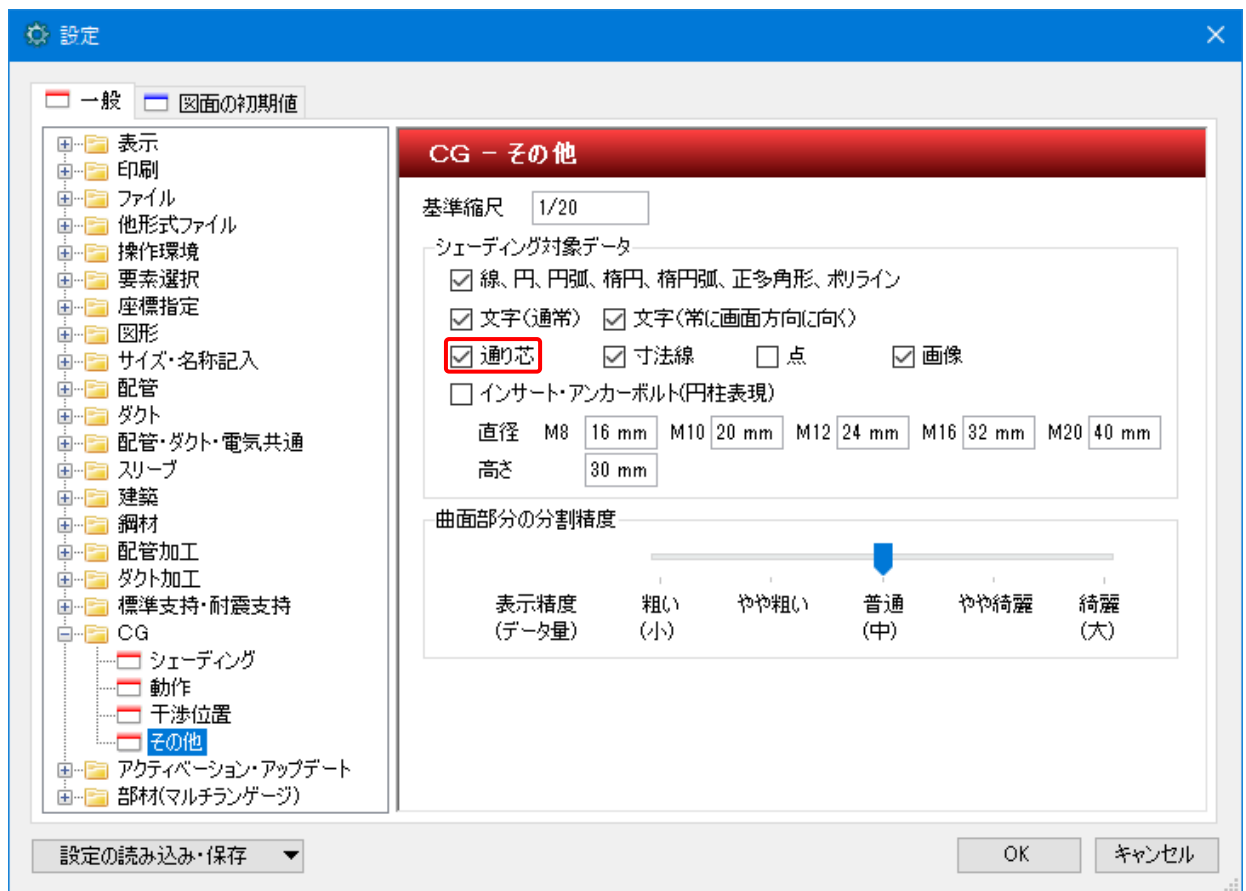 設定
一般 図面の初期値
表示
印刷
ファイル
他形式ファイル
操作環境
要素選択
座標指定
図形
サイズ・名称記入
配管
ダクト
配管・ダクト・電気共通
スリーブ
建築
鋼材
配管加工
ダクト加工
標準支持・耐震支持
CG
シェーディング
動作
干渉位置
その他
アクティベーション・アップデート
部材(マルチランゲージ)
CG - その他
基準縮尺 1/20
シェーディング対象データ
線、円、円弧、楕円、楕円弧、正多角形、ポリライン
文字(通常) 文字(常に画面方向に向く)
通り芯 寸法線 点 画像
インサート・アンカーボルト(円柱表現)
直径 M8 16 mm M10 20 mm M12 24 mm M16 32 mm M20 40 mm
高さ 30 mm
曲面部分の分割精度
表示精度 粗い やや粗い 普通 やや綺麗 綺麗
(データ量) (小) (中) (大)
設定の読み込み・保存 OK キャンセル